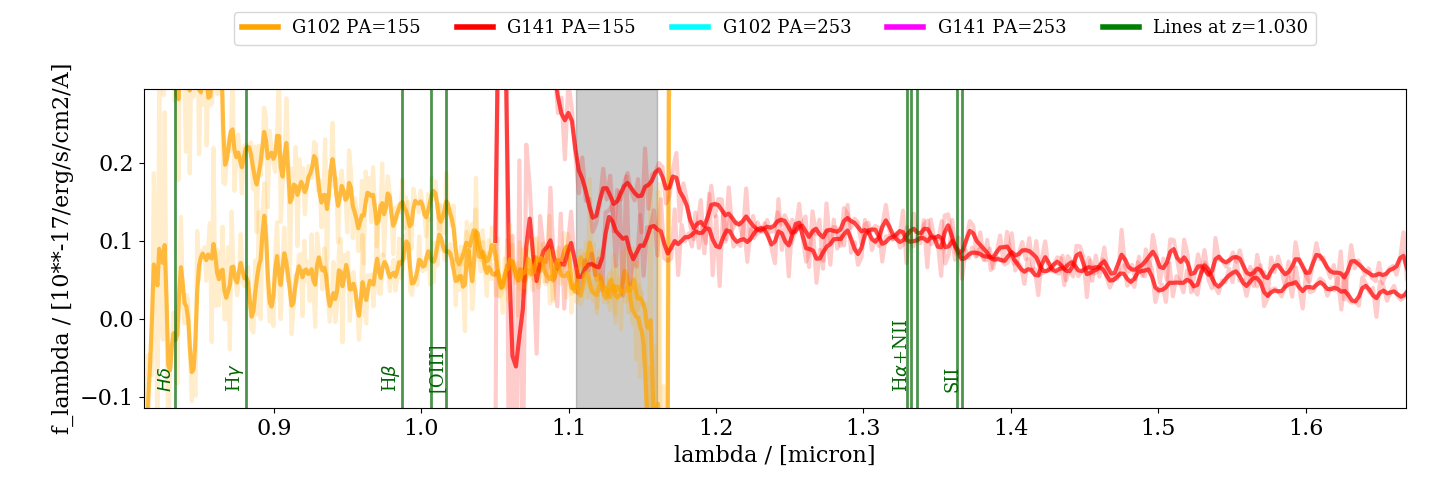 G102 PA=155 G141 PA=155 G102 PA=253 G141 PA=253 Lines at z=1.030
f_lambda / [10**-17/erg/s/cm2/A]
0.2
0.1
0.0
−0.1
Hδ
Hγ
Hβ
[OIII]
Hα+NII
SII
0.9 1.0 1.1 1.2 1.3 1.4 1.5 1.6
lambda / [micron]